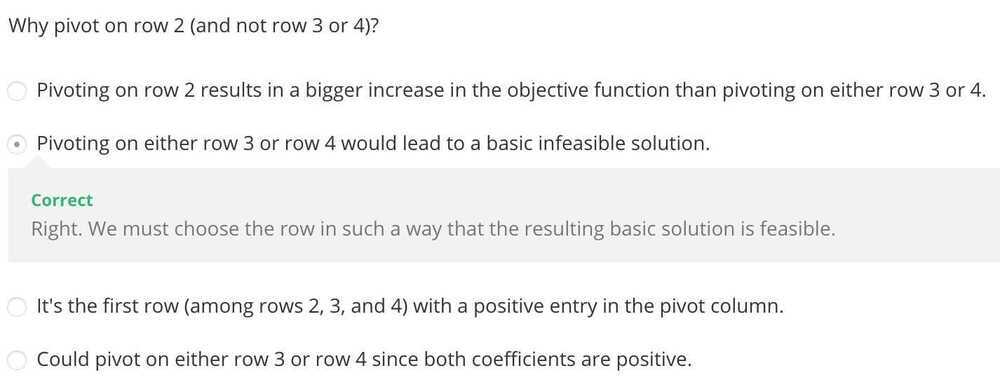 Why pivot on row 2 (and not row 3 or 4)?
Pivoting on row 2 results in a bigger increase in the objective function than pivoting on either row 3 or 4.
Pivoting on either row 3 or row 4 would lead to a basic infeasible solution.
Correct
Right. We must choose the row in such a way that the resulting basic solution is feasible.
It's the first row (among rows 2, 3, and 4) with a positive entry in the pivot column.
Could pivot on either row 3 or row 4 since both coefficients are positive.